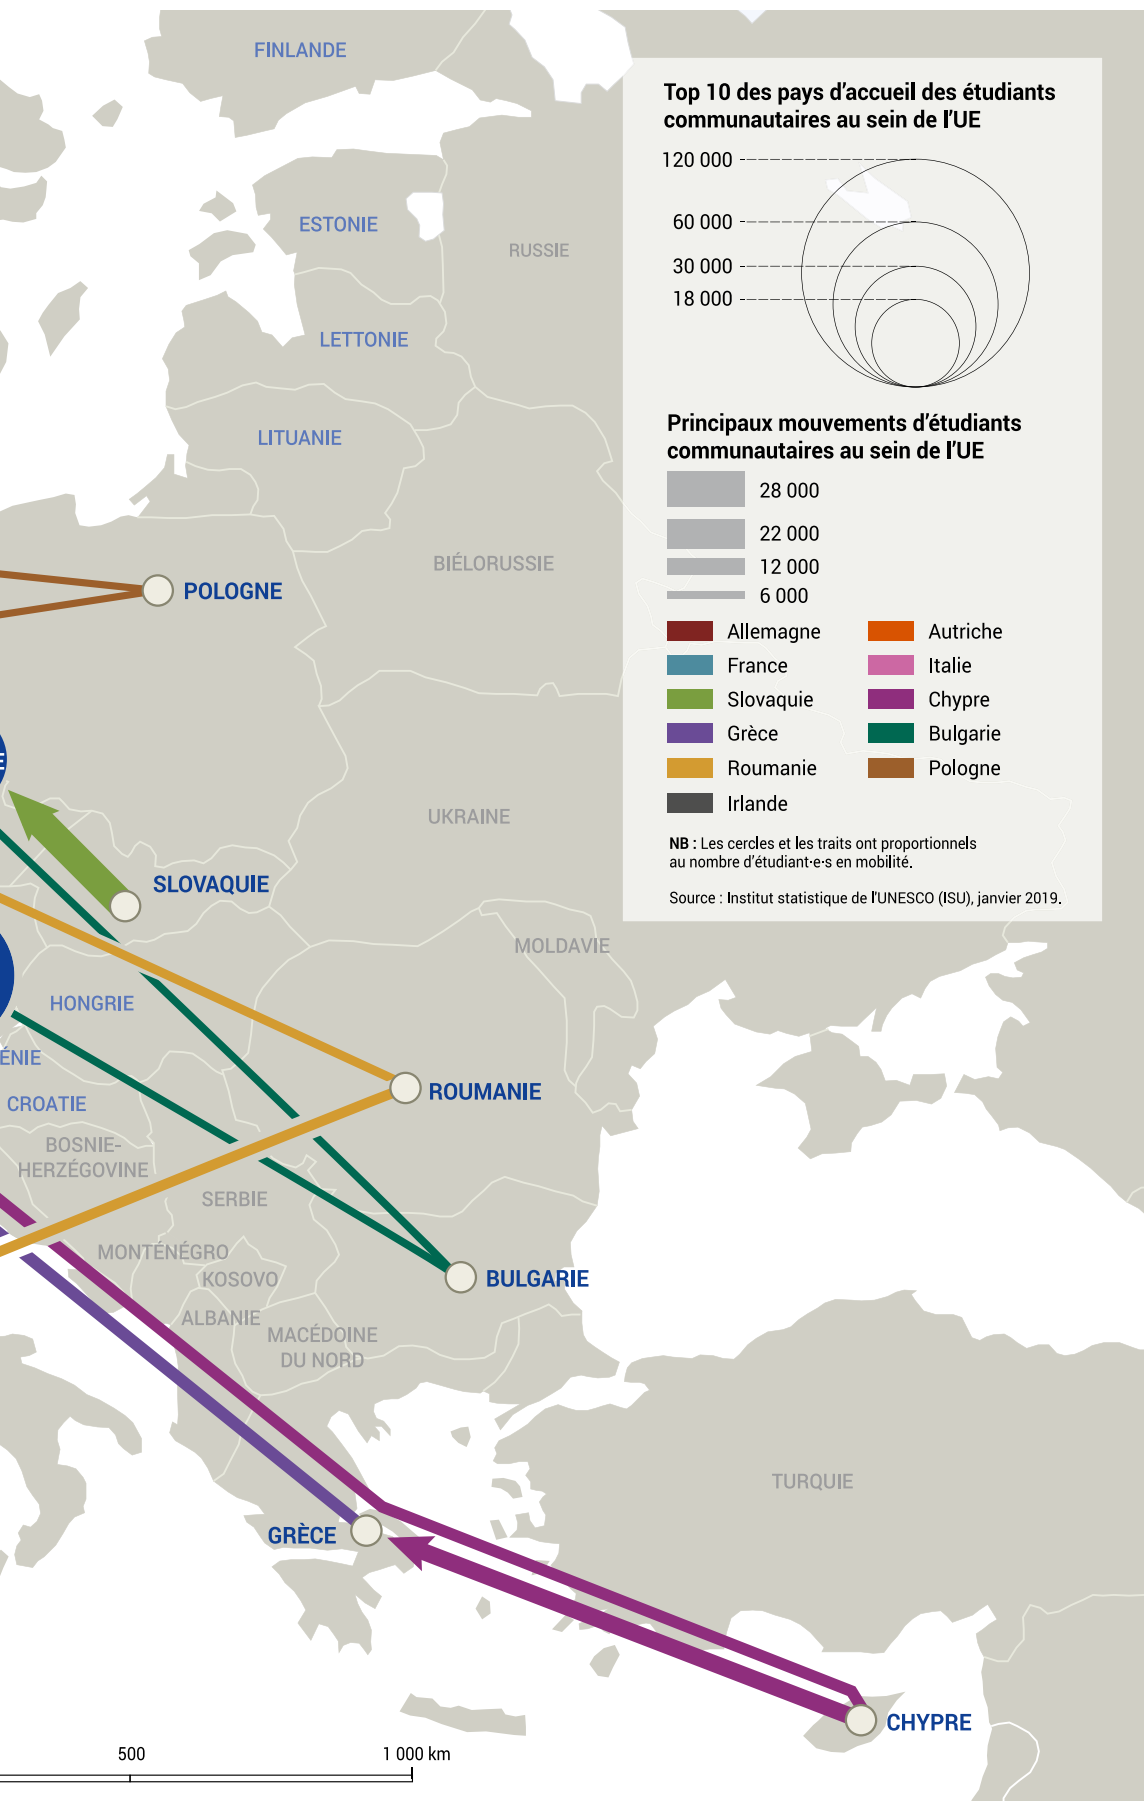 FINLANDE
ESTONIE
RUSSIE
LETTONIE
LITUANIE
BIÉLORUSSIE
POLOGNE
E
UKRAINE
SLOVAQUIE
MOLDAVIE
HONGRIE
ÉNIE
CROATIE
ROUMANIE
BOSNIE-
HERZÉGOVINE
SERBIE
MONTÉNÉGRO
KOSOVO
BULGARIE
ALBANIE
MACÉDOINE
DU NORD
TURQUIE
GRÈCE
CHYPRE
500
1 000 km
Top 10 des pays d'accueil des étudiants
communautaires au sein de l'UE
120 000
60 000
30 000
18 000
Principaux mouvements d'étudiants
communautaires au sein de l'UE
28 000
22 000
12 000
6 000
Allemagne
Autriche
France
Italie
Slovaquie
Chypre
Grèce
Bulgarie
Roumanie
Pologne
Irlande
NB : Les cercles et les traits ont proportionnels
au nombre d'étudiant·e·s en mobilité.
Source : Institut statistique de l'UNESCO (ISU), janvier 2019.